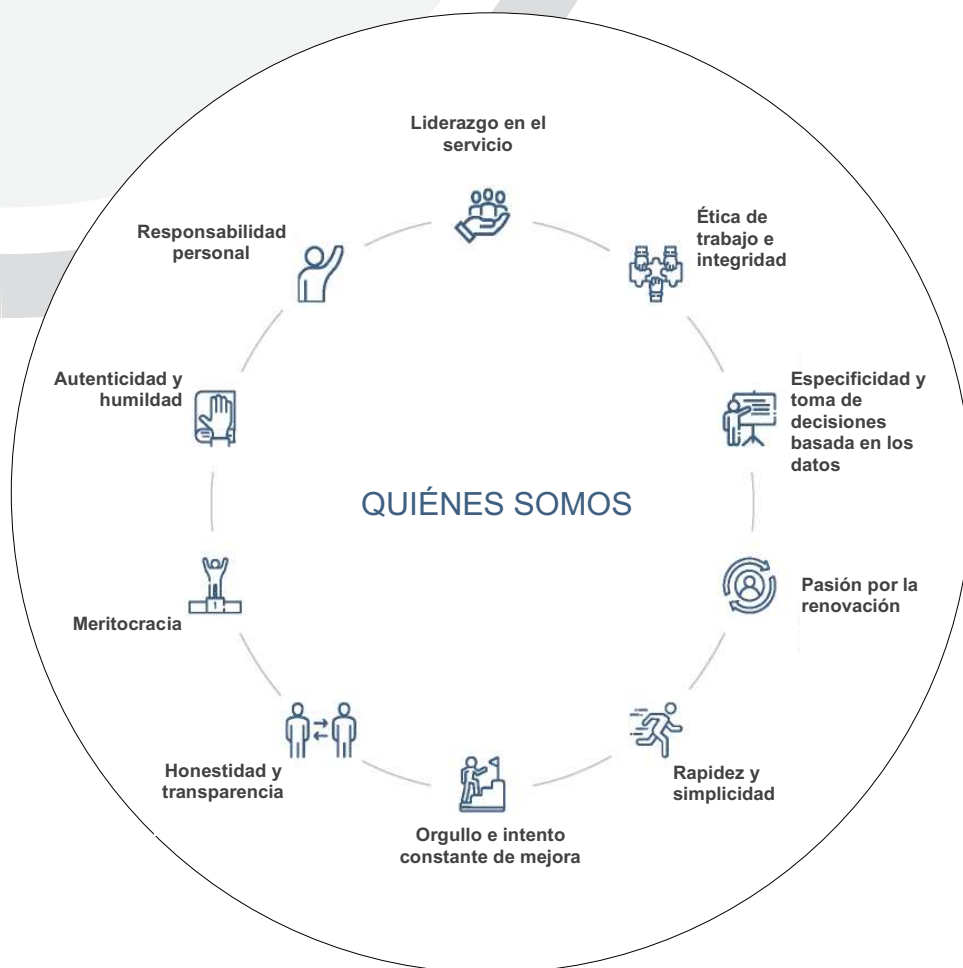 Liderazgo en el
servicio
Ética de
trabajo e
integridad
Especificidad y
toma de
decisiones
basada en los
datos
Pasión por la
renovación
Rapidez y
simplicidad
Orgullo e intento
constante de mejora
Honestidad y
transparencia
Meritocracia
Autenticidad y
humildad
Responsabilidad
personal
QUIÉNES SOMOS